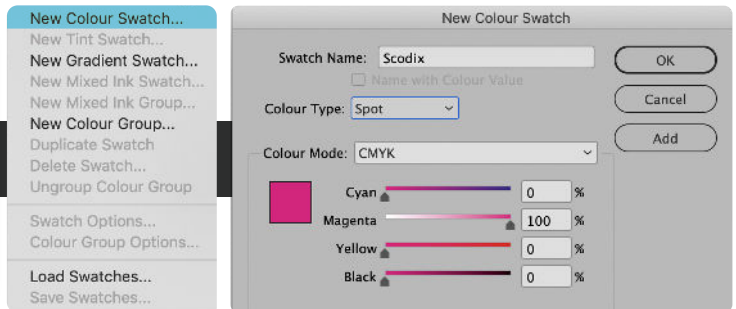 New Colour Swatch...
New Tint Swatch...
New Gradient Swatch...
New Mixed Ink Swatch...
New Mixed Ink Group...
New Colour Group...
Duplicate Swatch
Delete Swatch...
Ungroup Colour Group
Swatch Options...
Colour Group Options...
Load Swatches...
Save Swatches...
New Colour Swatch
Swatch Name: Scodix
Name with Colour Value
Colour Type: Spot
Colour Mode: CMYK
Cyan 0 %
Magenta 100 %
Yellow 0 %
Black 0 %
OK
Cancel
Add